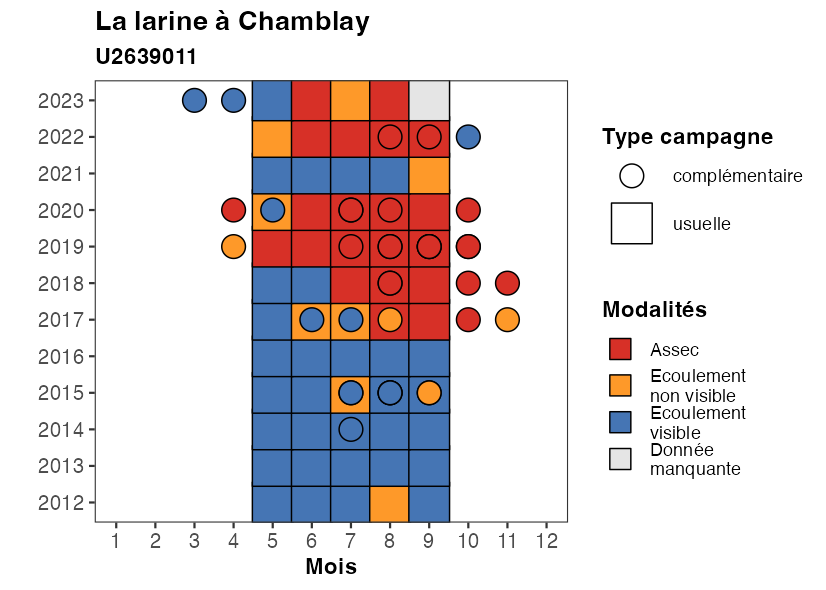 La larine à Chamblay
U2639011
2023
2022
2021
2020
2019
2018
2017
2016
2015
2014
2013
2012
1 2 3 4 5 6 7 8 9 10 11 12
Mois
Type campagne
complémentaire
usuelle
Modalités
Assec
Ecoulement
non visible
Ecoulement
visible
Donnée
manquante